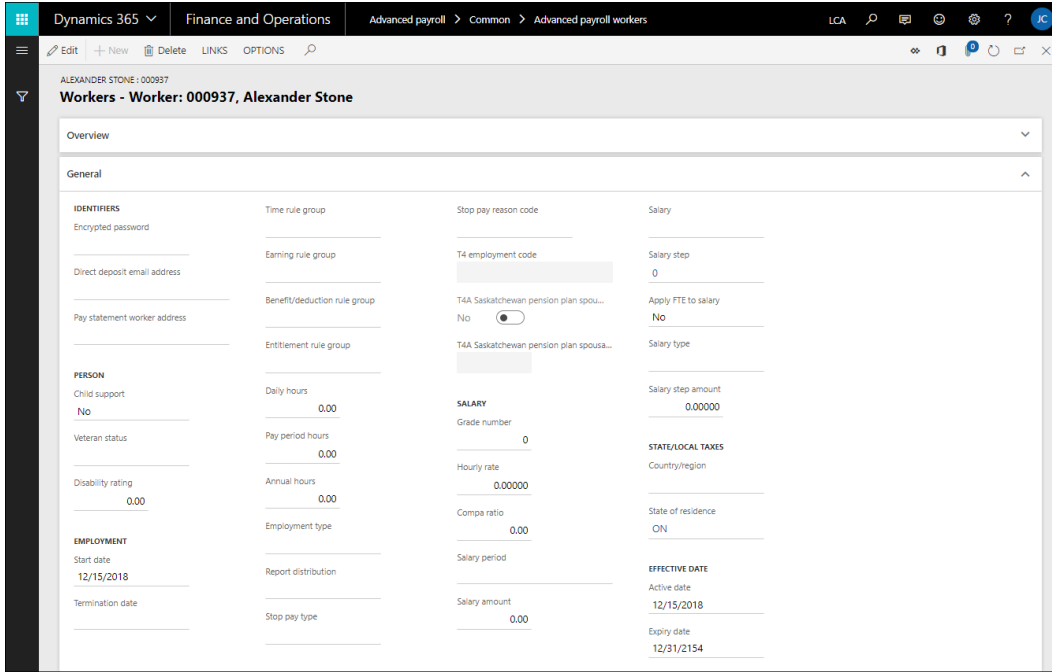 Dynamics 365
Finance and Operations
Advanced payroll > Common > Advanced payroll workers
LCA
?
JC
Edit
New
Delete
LINKS
OPTIONS
0
ALEXANDER STONE : 000937
Workers - Worker: 000937, Alexander Stone
Overview
General
IDENTIFIERS
Encrypted password
Direct deposit email address
Pay statement worker address
PERSON
Child support
No
Veteran status
Disability rating
0.00
EMPLOYMENT
Start date
12/15/2018
Termination date
Time rule group
Earning rule group
Benefit/deduction rule group
Entitlement rule group
Daily hours
0.00
Pay period hours
0.00
Annual hours
0.00
Employment type
Report distribution
Stop pay type
Stop pay reason code
T4 employment code
T4A Saskatchewan pension plan spou...
No
T4A Saskatchewan pension plan spousa...
SALARY
Grade number
0
Hourly rate
0.00000
Compa ratio
0.00
Salary period
Salary amount
0.00
Salary
Salary step
0
Apply FTE to salary
No
Salary type
Salary step amount
0.00000
STATE/LOCAL TAXES
Country/region
State of residence
ON
EFFECTIVE DATE
Active date
12/15/2018
Expiry date
12/31/2154